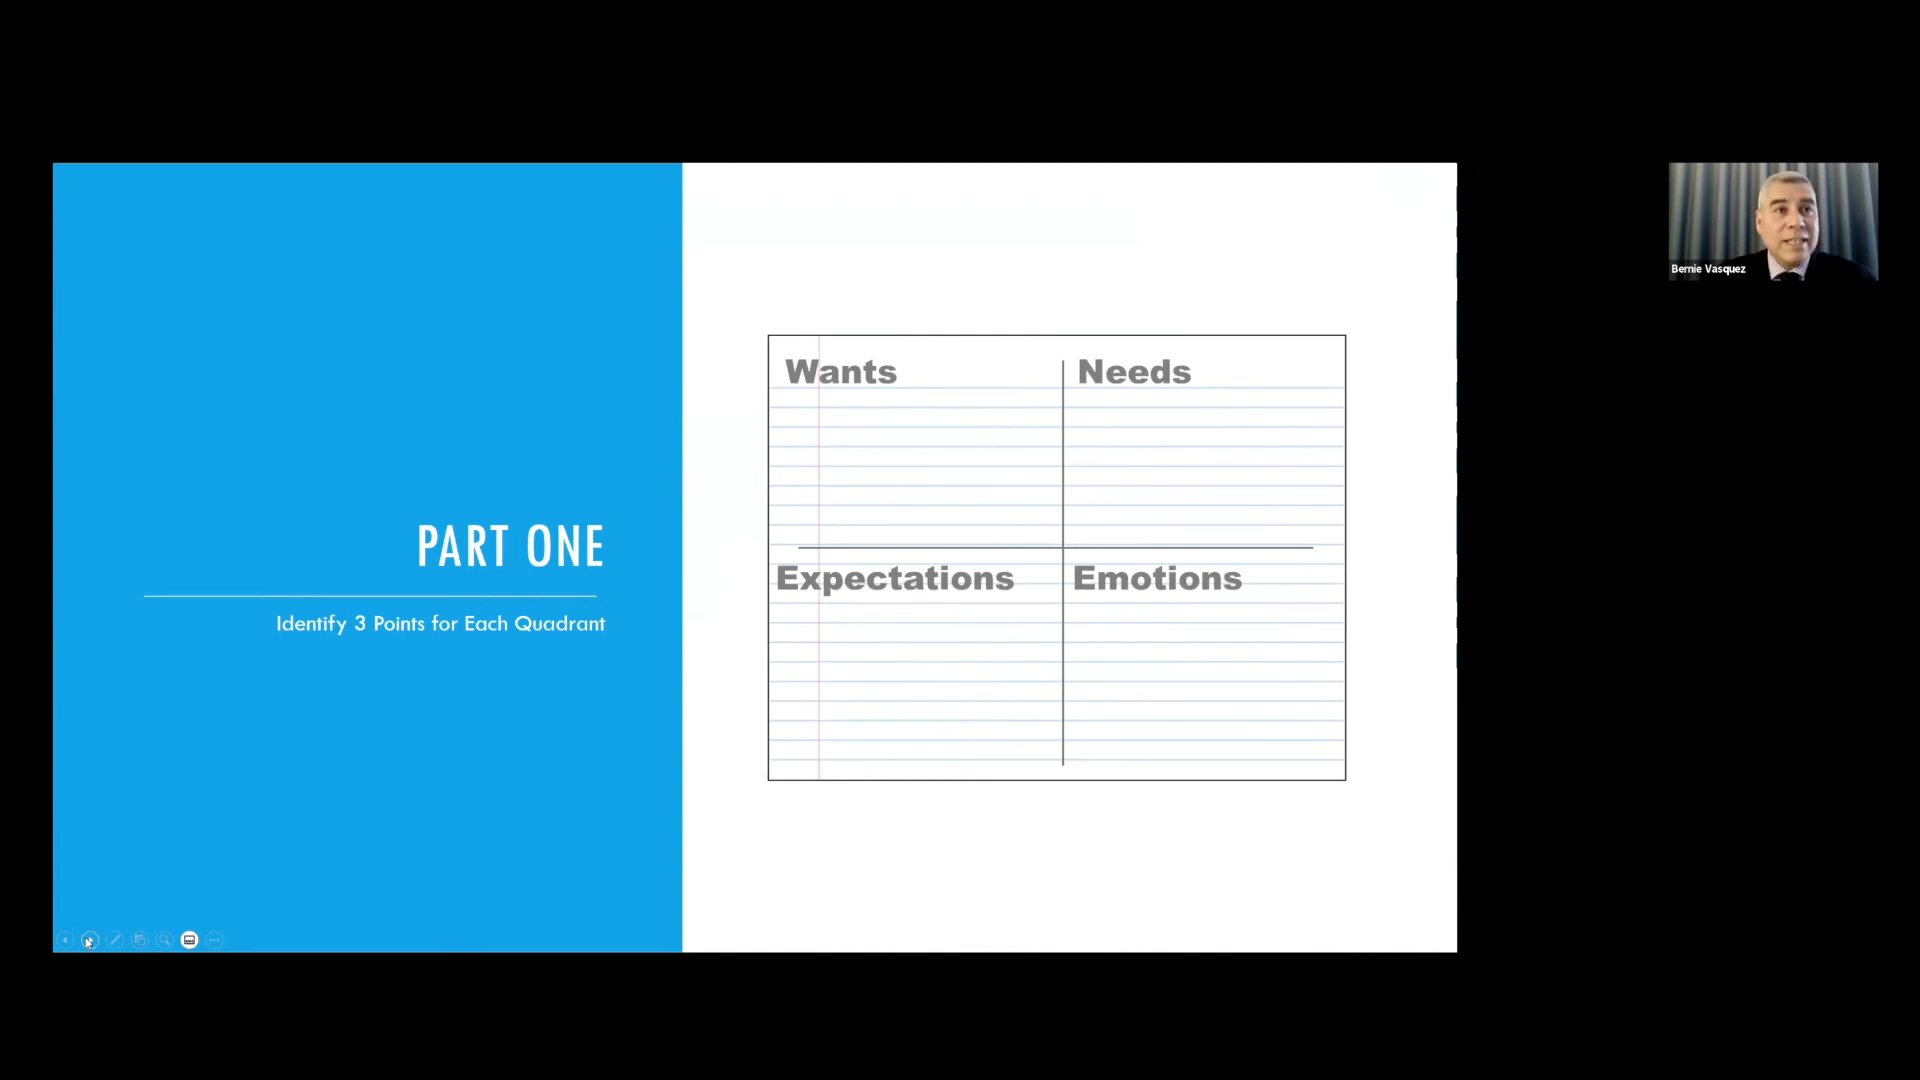 PART ONE
Identify 3 Points for Each Quadrant
Wants
Needs
Expectations
Emotions
Bernie Vasquez